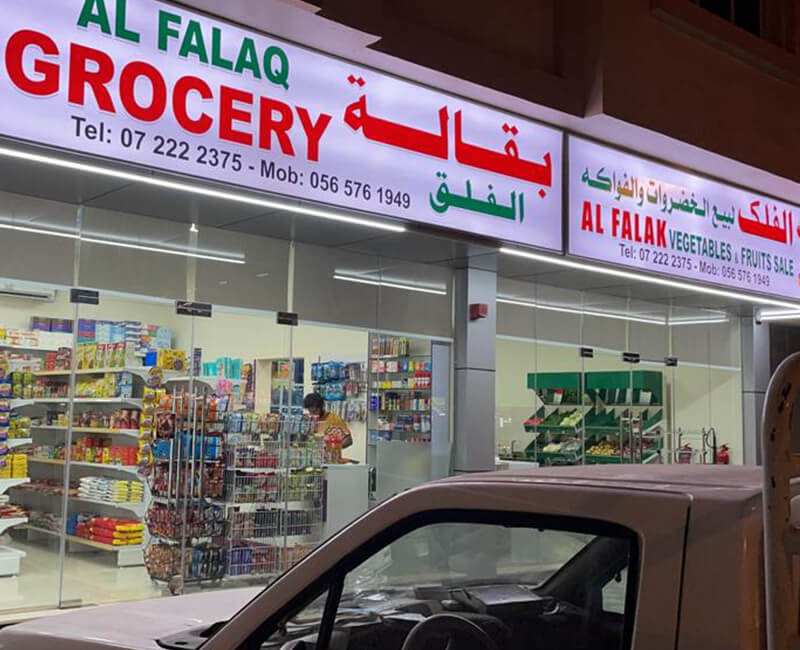 AL FALAQ
GROCERY
بقالة
الفلق
Tel: 07 222 2375 - Mob: 056 576 1949
الفلك لبيع الخضروات والفواكه
AL FALAK VEGETABLES & FRUITS SALE
Tel: 07 222 2375 - Mob: 056 576 1949